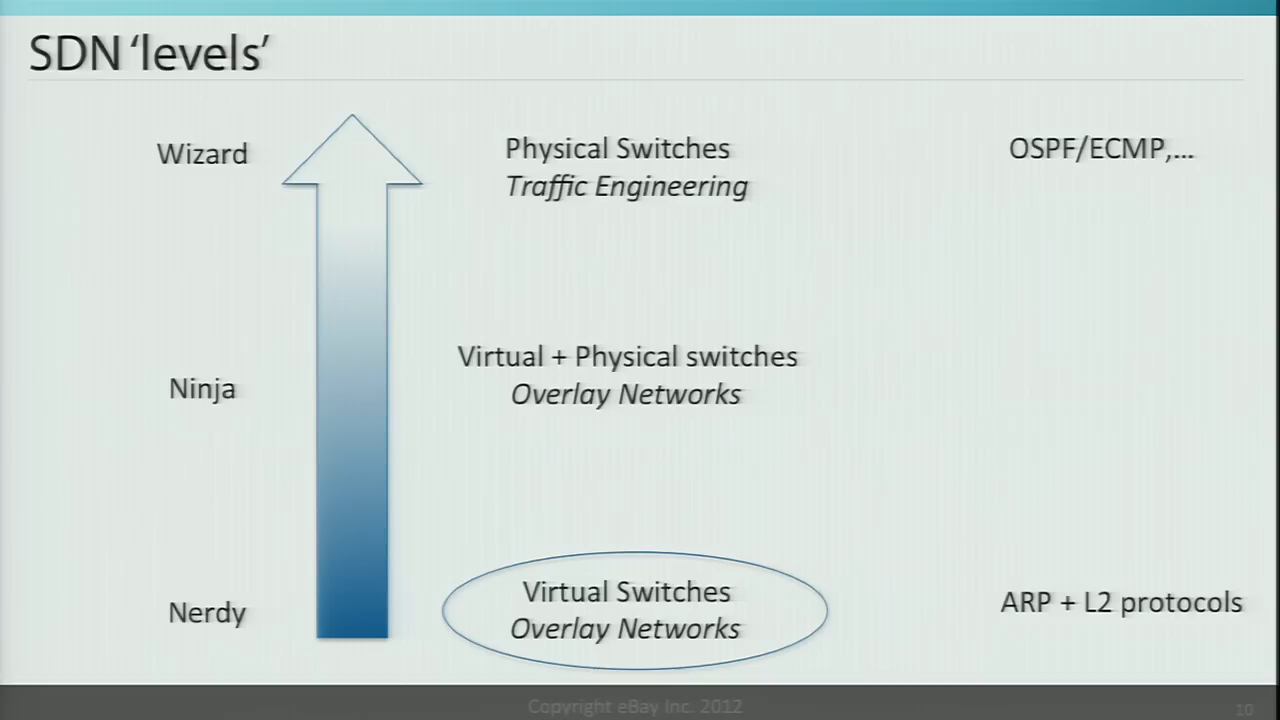 SDN ‘levels’
Wizard
Physical Switches
Traffic Engineering
OSPF/ECMP,...
Ninja
Virtual + Physical switches
Overlay Networks
Nerdy
Virtual Switches
Overlay Networks
ARP + L2 protocols
Copyright eBay Inc. 2012
10